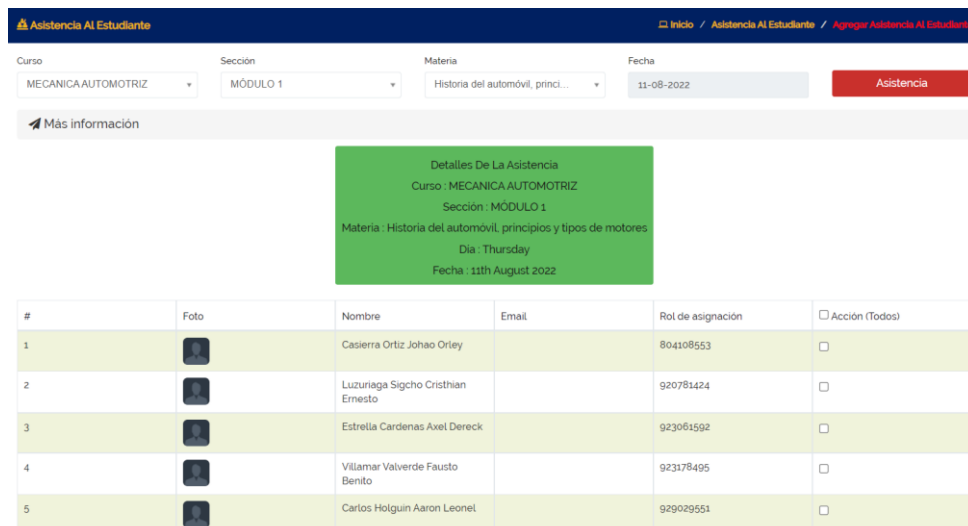 Asistencia Al Estudiante
Inicio / Asistencia Al Estudiante / Agregar Asistencia Al Estudiante
Curso Sección Materia Fecha
MECANICA AUTOMOTRIZ MÓDULO 1 Historia del automóvil, princi... 11-08-2022 Asistencia
Más información
Detalles De La Asistencia
Curso : MECANICA AUTOMOTRIZ
Sección : MÓDULO 1
Materia : Historia del automóvil, principios y tipos de motores
Dia : Thursday
Fecha : 11th August 2022
# Foto Nombre Email Rol de asignación Acción (Todos)
1 Casierra Ortiz Johao Orley 804108553
2 Luzuriaga Sigcho Cristhian 920781424
Ernesto
3 Estrella Cardenas Axel Dereck 923061592
4 Villamar Valverde Fausto 923178495
Benito
5 Carlos Holguin Aaron Leonel 929029551